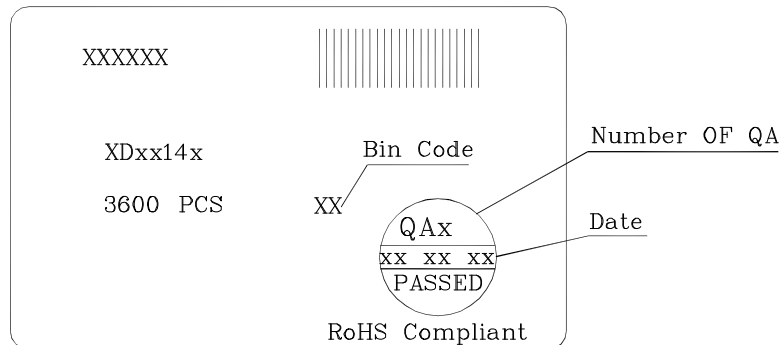 XXXXXX
Number OF QA
XDxx14x
Bin Code
3600 PCS
XX
QAx
Date
xx xx xx
PASSED
RoHS Compliant